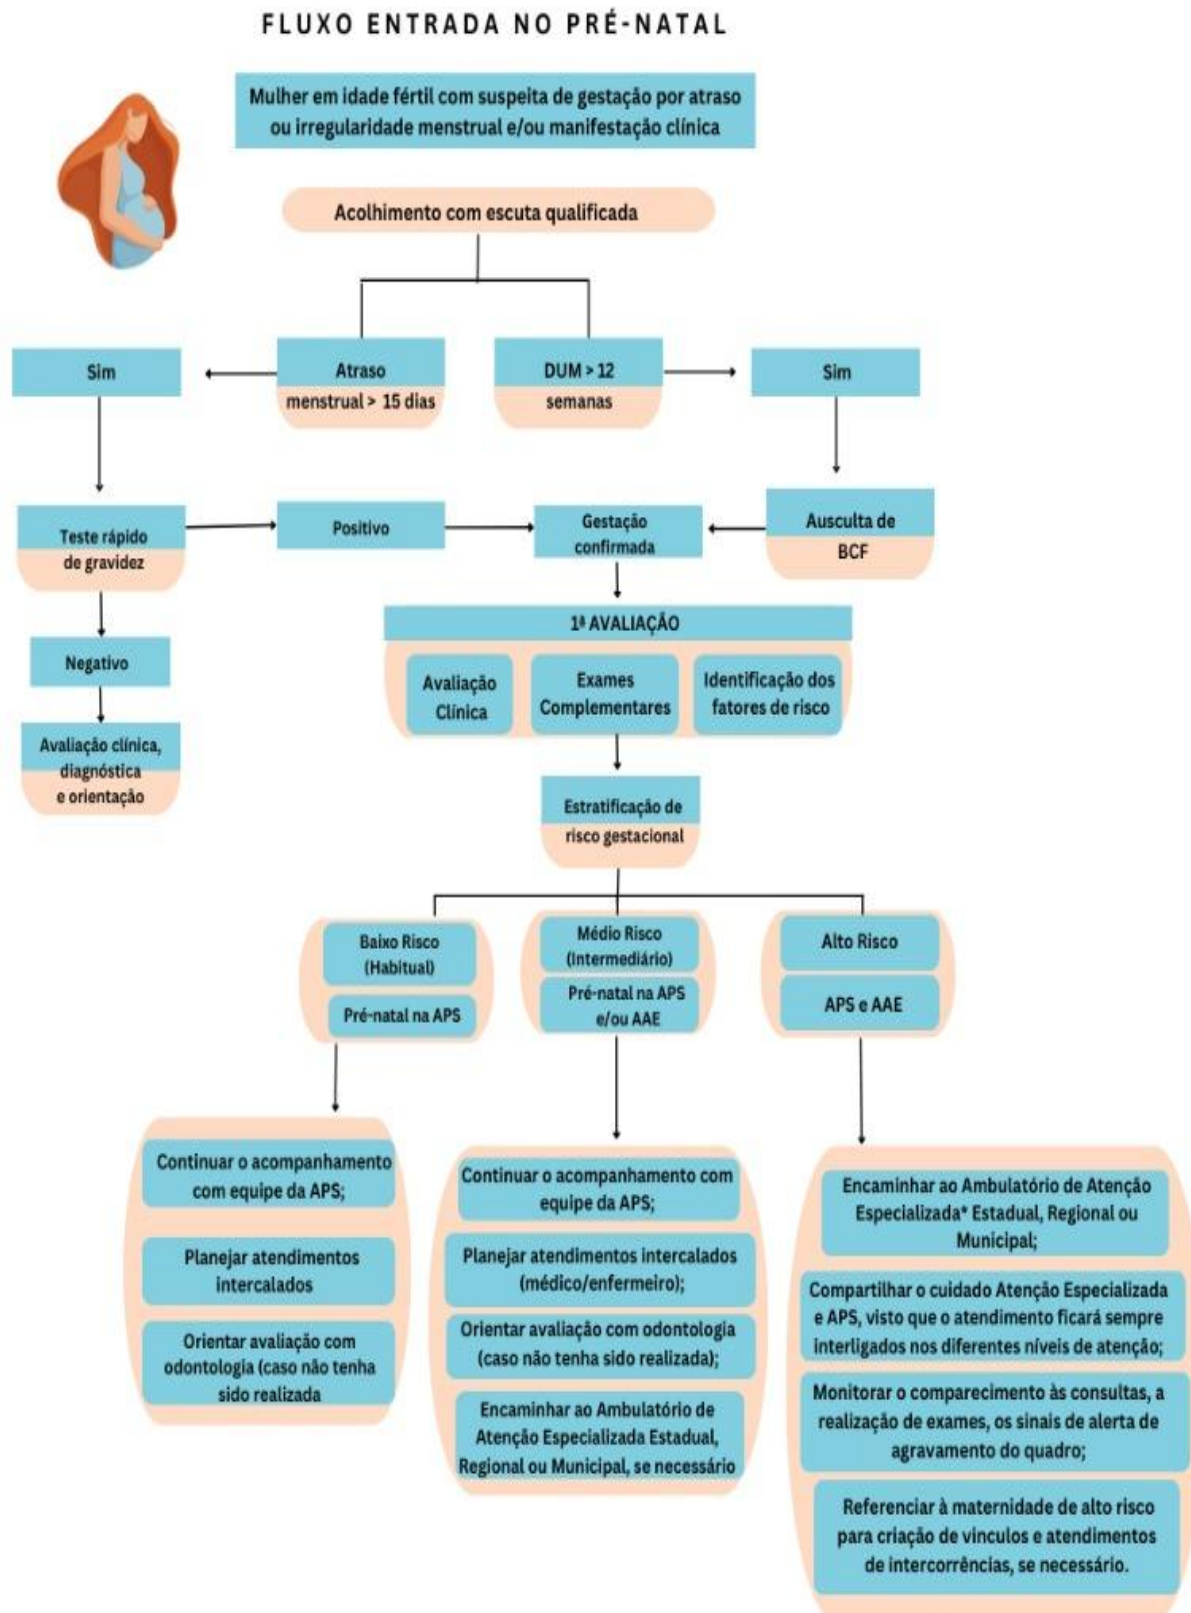 FLUXO ENTRADA NO PRÉ-NATAL
Mulher em idade fértil com suspeita de gestação por atraso
ou irregularidade menstrual e/ou manifestação clínica
Acolhimento com escuta qualificada
Sim
Atraso
menstrual > 15 dias
DUM > 12
semanas
Sim
Teste rápido
de gravidez
Positivo
Gestação
confirmada
Ausculta de
BCF
Negativo
Avaliação clínica,
diagnóstica
e orientação
1ª AVALIAÇÃO
Avaliação
Clínica
Exames
Complementares
Identificação dos
fatores de risco
Estratificação de
risco gestacional
Baixo Risco
(Habitual)
Pré-natal na APS
Médio Risco
(Intermediário)
Pré-natal na APS
e/ou AAE
Alto Risco
APS e AAE
Continuar o acompanhamento
com equipe da APS;
Planejar atendimentos
intercalados
Orientar avaliação com
odontologia (caso não tenha
sido realizada
Continuar o acompanhamento com
equipe da APS;
Planejar atendimentos intercalados
(médico/enfermeiro);
Orientar avaliação com odontologia
(caso não tenha sido realizada);
Encaminhar ao Ambulatório de
Atenção Especializada Estadual,
Regional ou Municipal, se necessário
Encaminhar ao Ambulatório de Atenção
Especializada* Estadual, Regional ou
Municipal;
Compartilhar o cuidado Atenção Especializada
e APS, visto que o atendimento ficará sempre
interligados nos diferentes níveis de atenção;
Monitorar o comparecimento às consultas, a
realização de exames, os sinais de alerta de
agravamento do quadro;
Referenciar à maternidade de alto risco
para criação de vinculos e atendimentos
de intercorrências, se necessário.